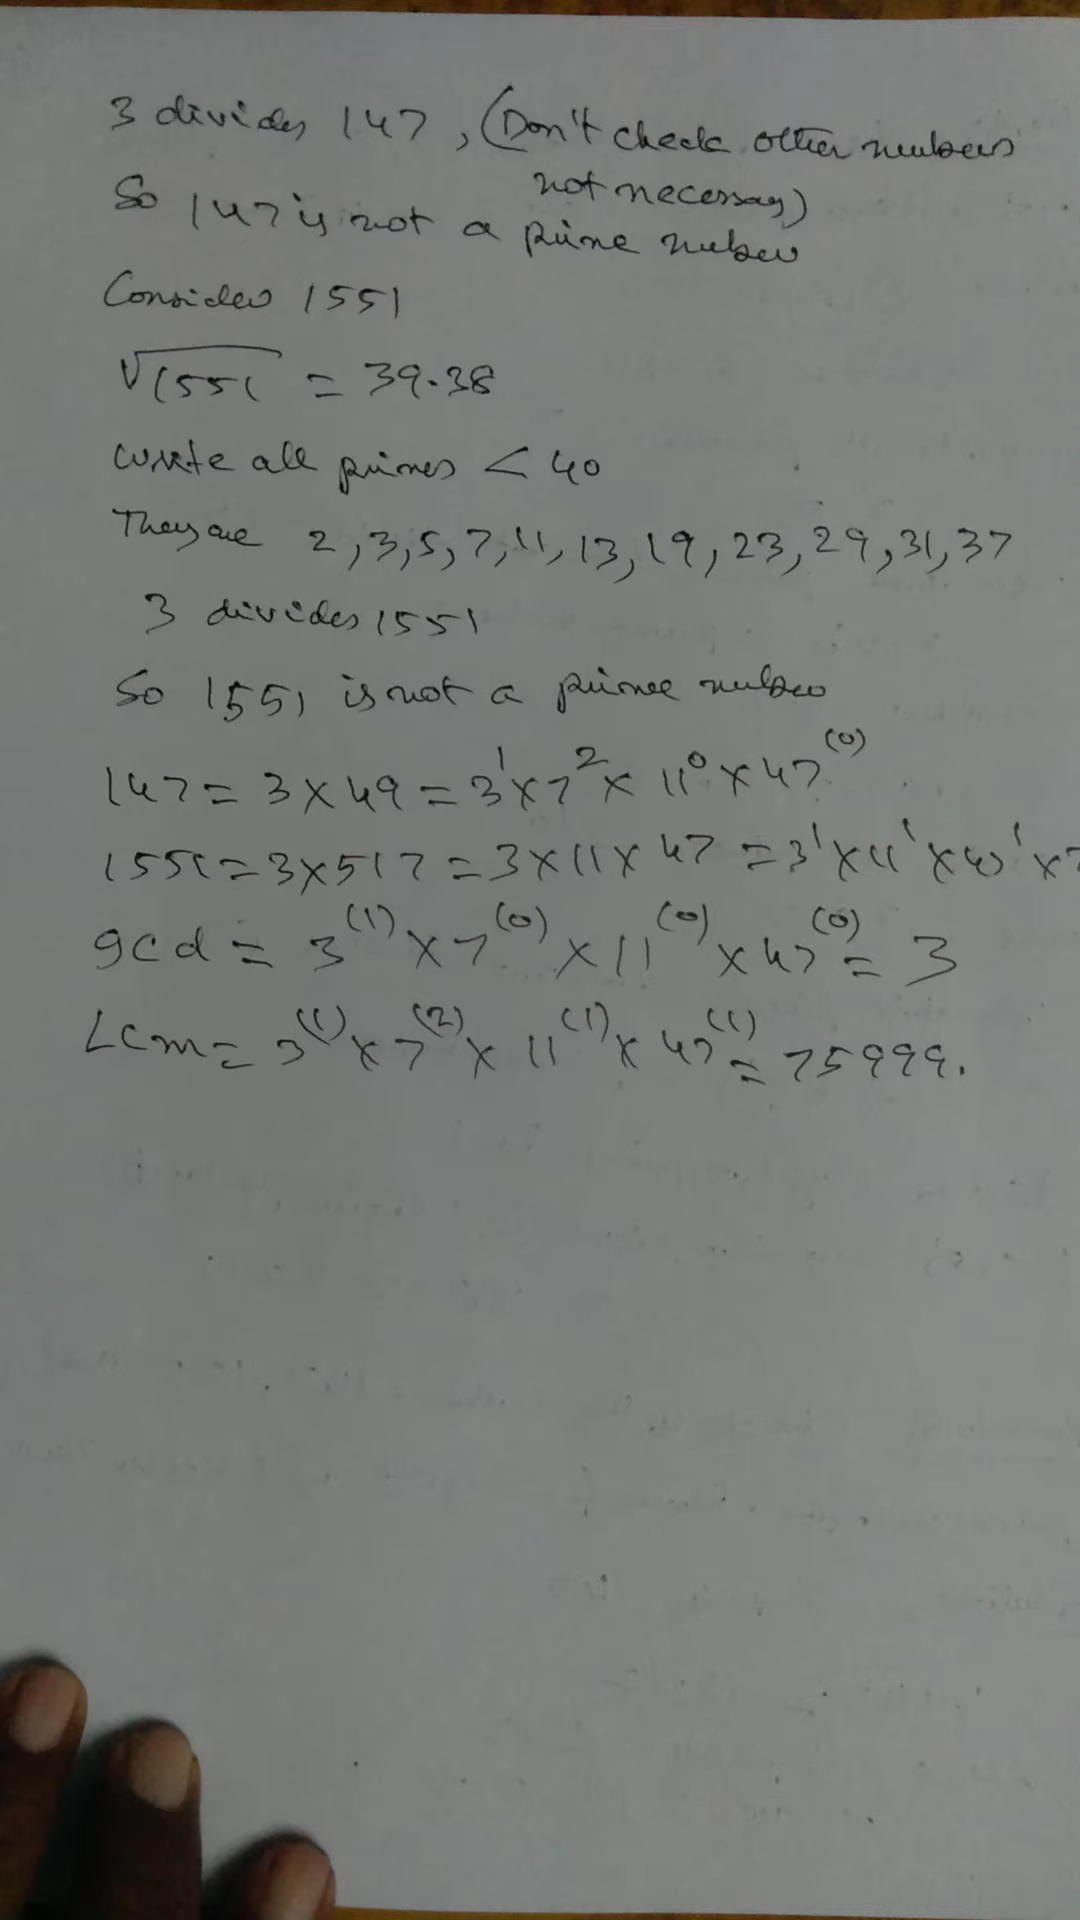 3 divides 147, (Don't check other numbers
not necessary)
So 147 is not a prime number
Consider 1551
√1551 = 39.38
write all primes < 40
They are 2,3,5,7,11,13,19,23,29,31,37
3 divides 1551
So 1551 is not a prime number
147 = 3 × 49 = 3¹ × 7² × 11⁰ × 47⁽⁰⁾
1551 = 3 × 517 = 3 × 11 × 47 = 3¹ × 11¹ × 47¹ ×
gcd = 3⁽¹⁾ × 7⁽⁰⁾ × 11⁽⁰⁾ × 47⁽⁰⁾ = 3
LCm = 3⁽¹⁾ × 7⁽²⁾ × 11⁽¹⁾ × 47⁽¹⁾ = 75999.